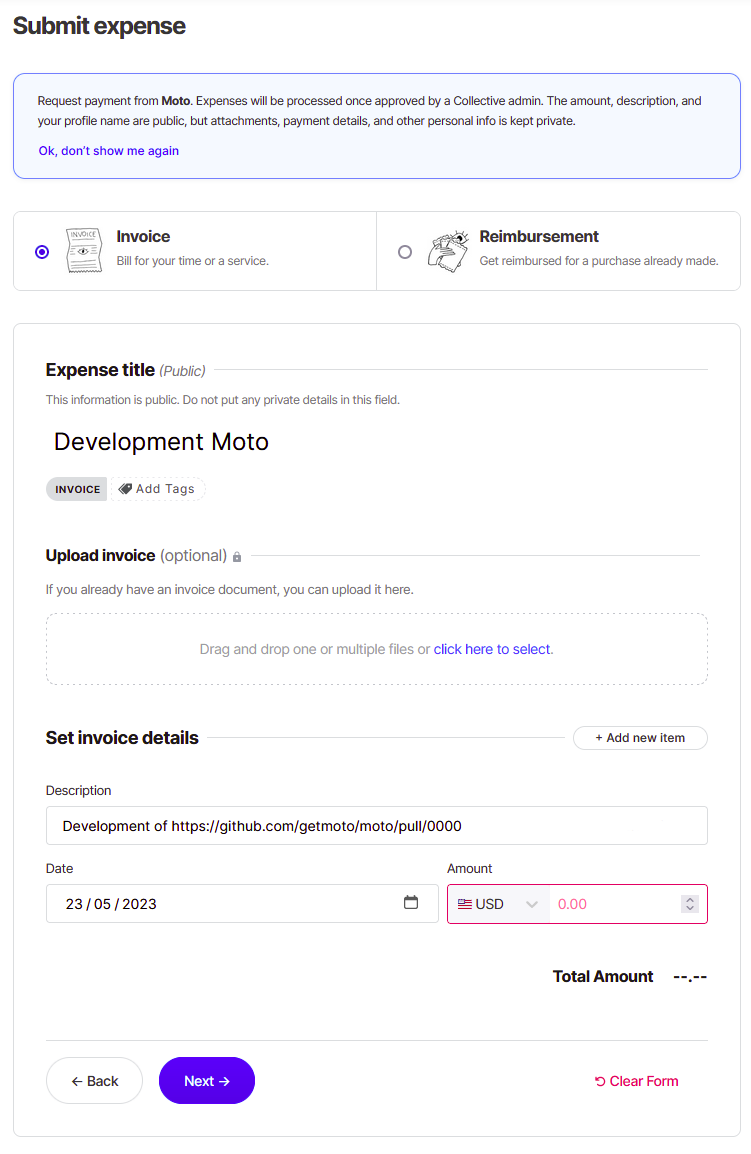 Submit expense
Request payment from Moto. Expenses will be processed once approved by a Collective admin. The amount, description, and
your profile name are public, but attachments, payment details, and other personal info is kept private.
Ok, don't show me again
INVOICE
Invoice
Bill for your time or a service.
Reimbursement
Get reimbursed for a purchase already made.
Expense title (Public)
This information is public. Do not put any private details in this field.
Development Moto
INVOICE Add Tags
Upload invoice (optional)
If you already have an invoice document, you can upload it here.
Drag and drop one or multiple files or click here to select.
Set invoice details
+ Add new item
Description
Development of https://github.com/getmoto/moto/pull/0000
Date
Amount
23 / 05 / 2023
USD 0.00
Total Amount --.--
← Back
Next →
Clear Form